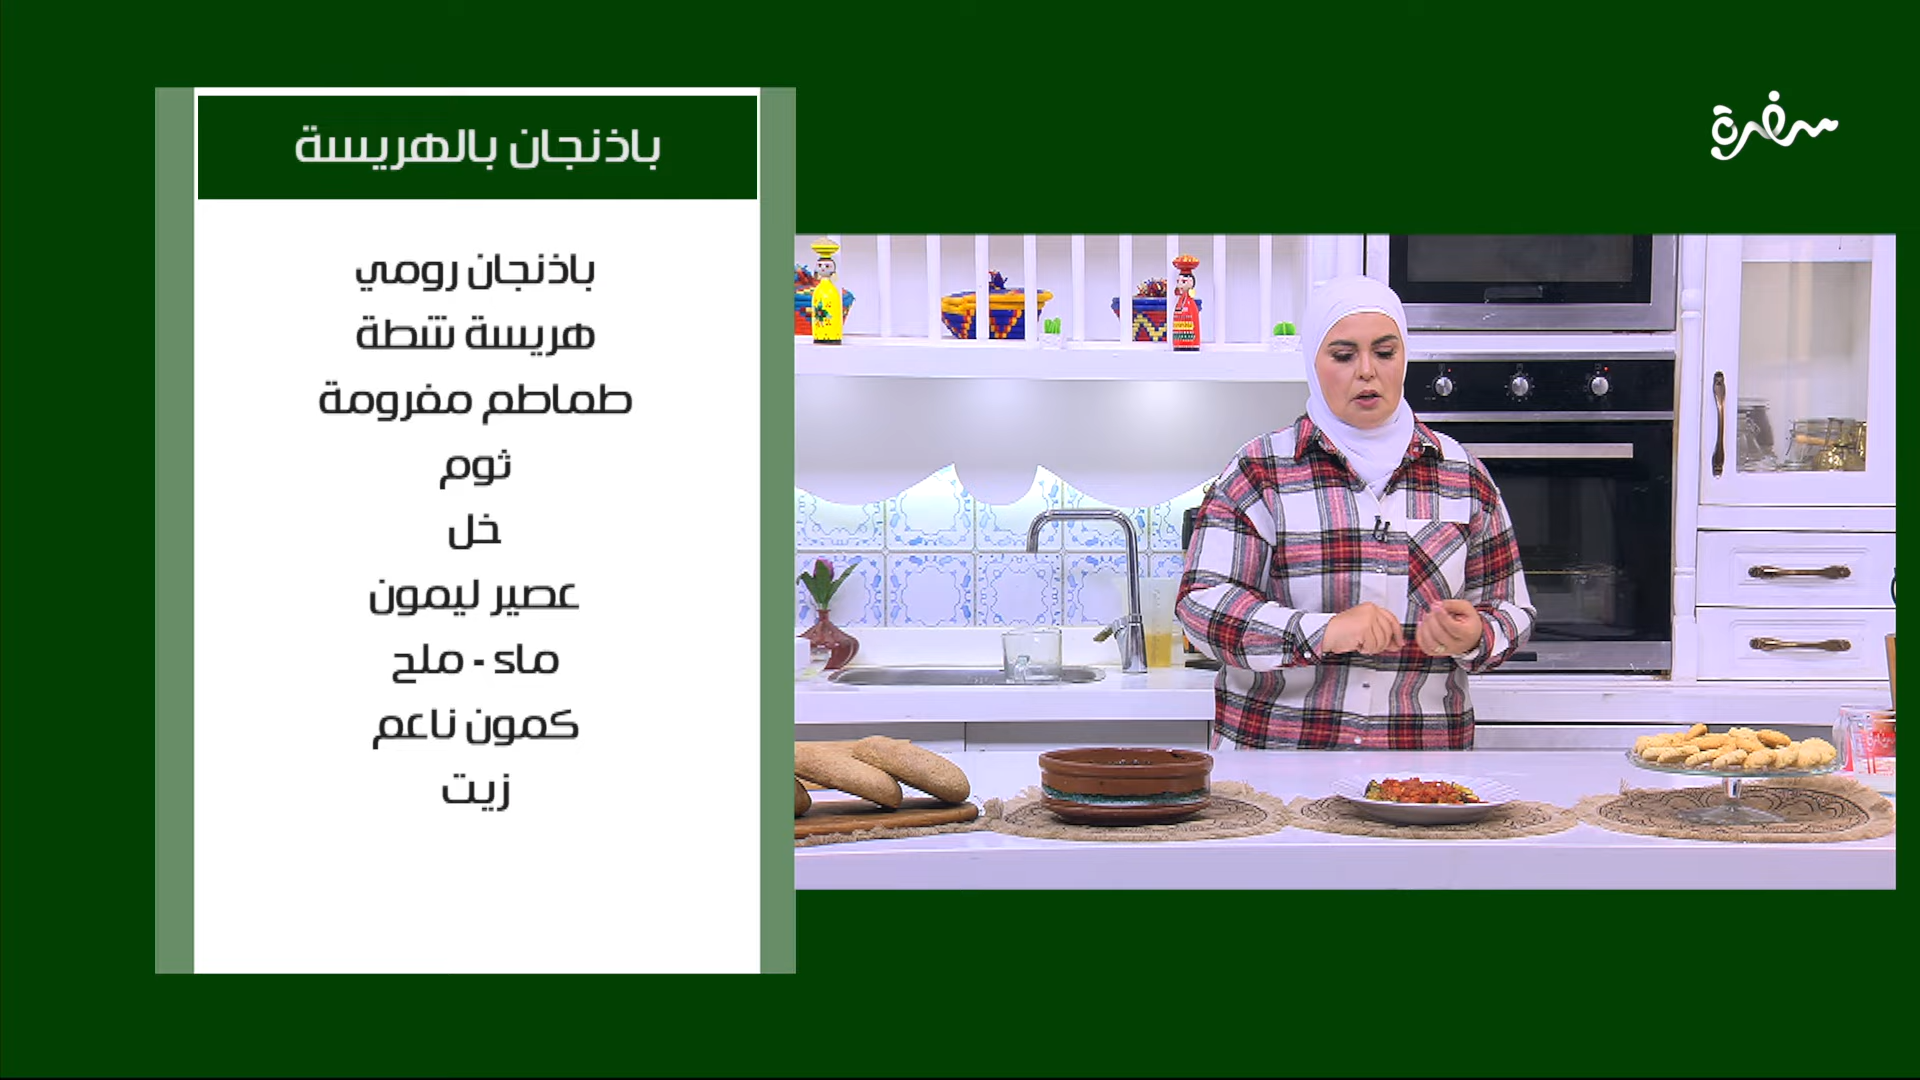 سفرة
باذنجان بالهريسة
باذنجان رومي
هريسة شطة
طماطم مفرومة
ثوم
خل
عصير ليمون
ماء - ملح
كمون ناعم
زيت